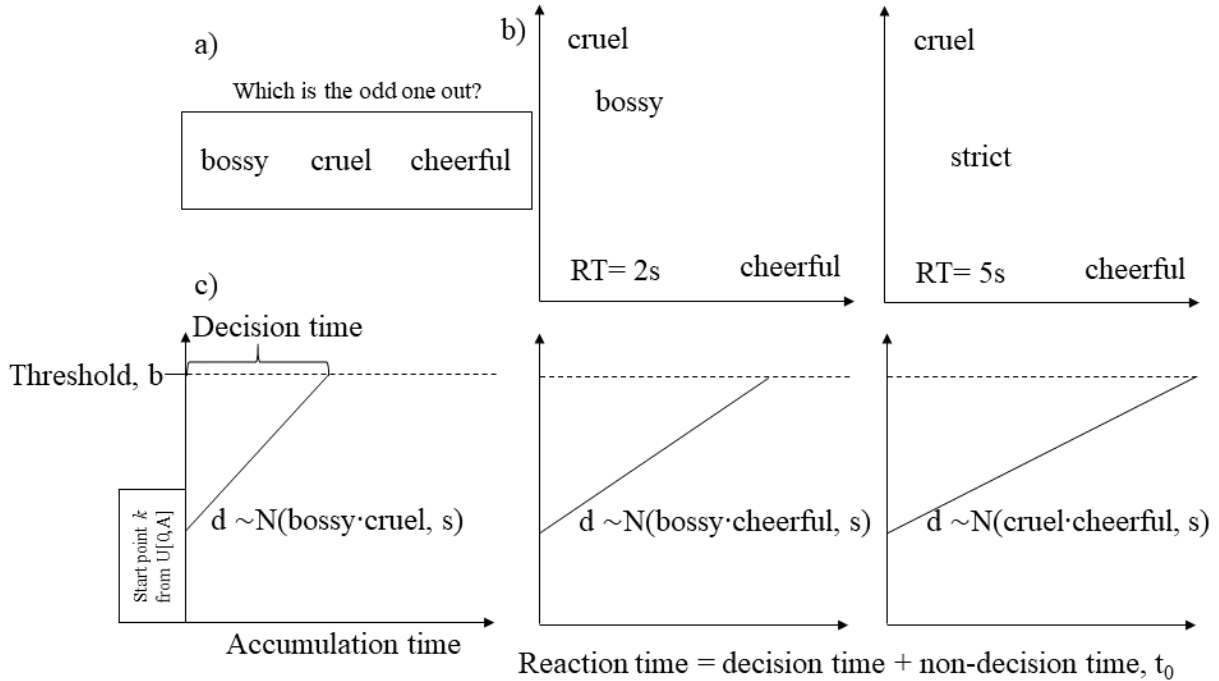 a)
Which is the odd one out?
bossy cruel cheerful
b)
cruel
bossy
RT= 2s cheerful
cruel
strict
RT= 5s cheerful
c)
Decision time
Threshold, b
Start point k
from U[0,A]
d ~N(bossy·cruel, s)
Accumulation time
d ~N(bossy·cheerful, s)
d ~N(cruel·cheerful, s)
Reaction time = decision time + non-decision time, t₀